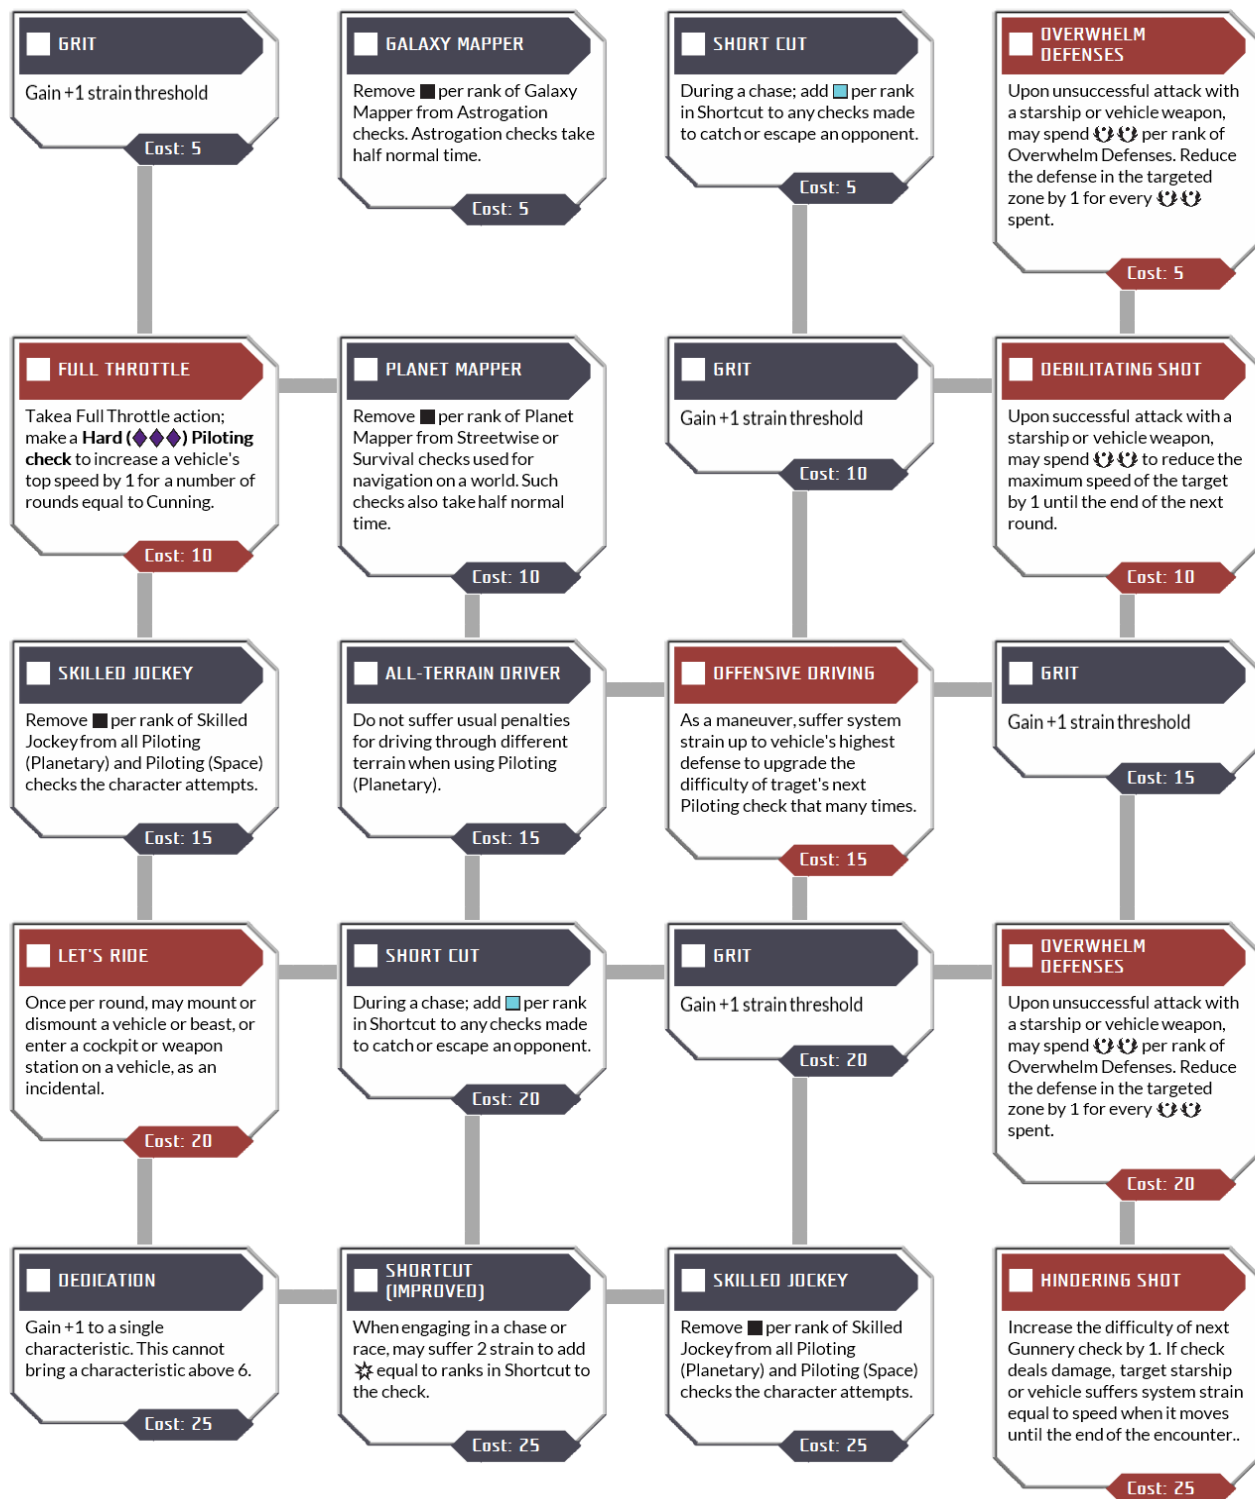 GRIT
Gain +1 strain threshold
Cost: 5
GALAXY MAPPER
Remove per rank of Galaxy
Mapper from Astrogation
checks. Astrogation checks take
half normal time.
Cost: 5
SHORT CUT
During a chase; add per rank
in Shortcut to any checks made
to catch or escape an opponent.
Cost: 5
OVERWHELM
DEFENSES
Upon unsuccessful attack with
a starship or vehicle weapon,
may spend per rank of
Overwhelm Defenses. Reduce
the defense in the targeted
zone by 1 for every
spent.
Cost: 5
FULL THROTTLE
Take a Full Throttle action;
make a Hard ( ) Piloting
check to increase a vehicle's
top speed by 1 for a number of
rounds equal to Cunning.
Cost: 10
PLANET MAPPER
Remove per rank of Planet
Mapper from Streetwise or
Survival checks used for
navigation on a world. Such
checks also take half normal
time.
Cost: 10
GRIT
Gain +1 strain threshold
Cost: 10
DEBILITATING SHOT
Upon successful attack with a
starship or vehicle weapon,
may spend to reduce the
maximum speed of the target
by 1 until the end of the next
round.
Cost: 10
SKILLED JOCKEY
Remove per rank of Skilled
Jockey from all Piloting
(Planetary) and Piloting (Space)
checks the character attempts.
Cost: 15
ALL-TERRAIN DRIVER
Do not suffer usual penalties
for driving through different
terrain when using Piloting
(Planetary).
Cost: 15
OFFENSIVE DRIVING
As a maneuver, suffer system
strain up to vehicle's highest
defense to upgrade the
difficulty of traget's next
Piloting check that many times.
Cost: 15
GRIT
Gain +1 strain threshold
Cost: 15
LET'S RIDE
Once per round, may mount or
dismount a vehicle or beast, or
enter a cockpit or weapon
station on a vehicle, as an
incidental.
Cost: 20
SHORT CUT
During a chase; add per rank
in Shortcut to any checks made
to catch or escape an opponent.
Cost: 20
GRIT
Gain +1 strain threshold
Cost: 20
OVERWHELM
DEFENSES
Upon unsuccessful attack with
a starship or vehicle weapon,
may spend per rank of
Overwhelm Defenses. Reduce
the defense in the targeted
zone by 1 for every
spent.
Cost: 20
DEDICATION
Gain +1 to a single
characteristic. This cannot
bring a characteristic above 6.
Cost: 25
SHORTCUT
(IMPROVED)
When engaging in a chase or
race, may suffer 2 strain to add
equal to ranks in Shortcut to
the check.
Cost: 25
SKILLED JOCKEY
Remove per rank of Skilled
Jockey from all Piloting
(Planetary) and Piloting (Space)
checks the character attempts.
Cost: 25
HINDERING SHOT
Increase the difficulty of next
Gunnery check by 1. If check
deals damage, target starship
or vehicle suffers system strain
equal to speed when it moves
until the end of the encounter..
Cost: 25